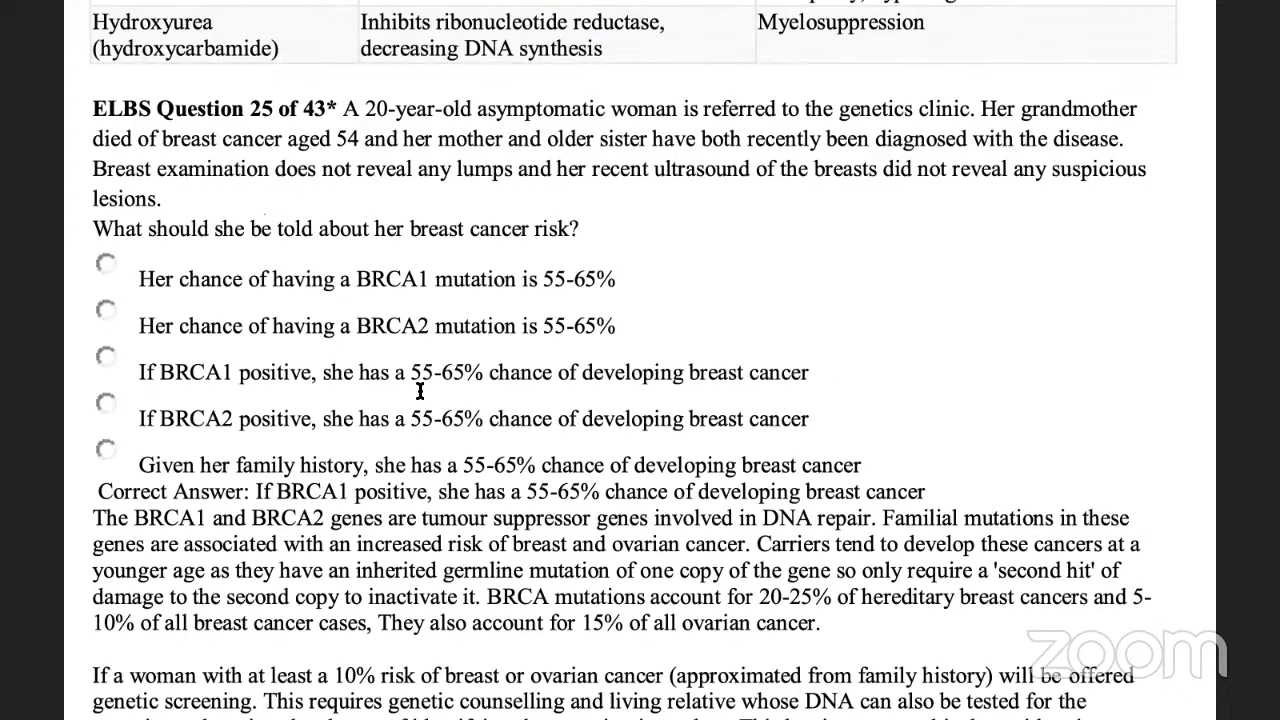 Hydroxyurea Inhibits ribonucleotide reductase, Myelosuppression
(hydroxycarbamide) decreasing DNA synthesis
ELBS Question 25 of 43* A 20-year-old asymptomatic woman is referred to the genetics clinic. Her grandmother
died of breast cancer aged 54 and her mother and older sister have both recently been diagnosed with the disease.
Breast examination does not reveal any lumps and her recent ultrasound of the breasts did not reveal any suspicious
lesions.
What should she be told about her breast cancer risk?
Her chance of having a BRCA1 mutation is 55-65%
Her chance of having a BRCA2 mutation is 55-65%
If BRCA1 positive, she has a 55-65% chance of developing breast cancer
If BRCA2 positive, she has a 55-65% chance of developing breast cancer
Given her family history, she has a 55-65% chance of developing breast cancer
Correct Answer: If BRCA1 positive, she has a 55-65% chance of developing breast cancer
The BRCA1 and BRCA2 genes are tumour suppressor genes involved in DNA repair. Familial mutations in these
genes are associated with an increased risk of breast and ovarian cancer. Carriers tend to develop these cancers at a
younger age as they have an inherited germline mutation of one copy of the gene so only require a 'second hit' of
damage to the second copy to inactivate it. BRCA mutations account for 20-25% of hereditary breast cancers and 5-
10% of all breast cancer cases, They also account for 15% of all ovarian cancer.
zoom
If a woman with at least a 10% risk of breast or ovarian cancer (approximated from family history) will be offered
genetic screening. This requires genetic counselling and living relative whose DNA can also be tested for the